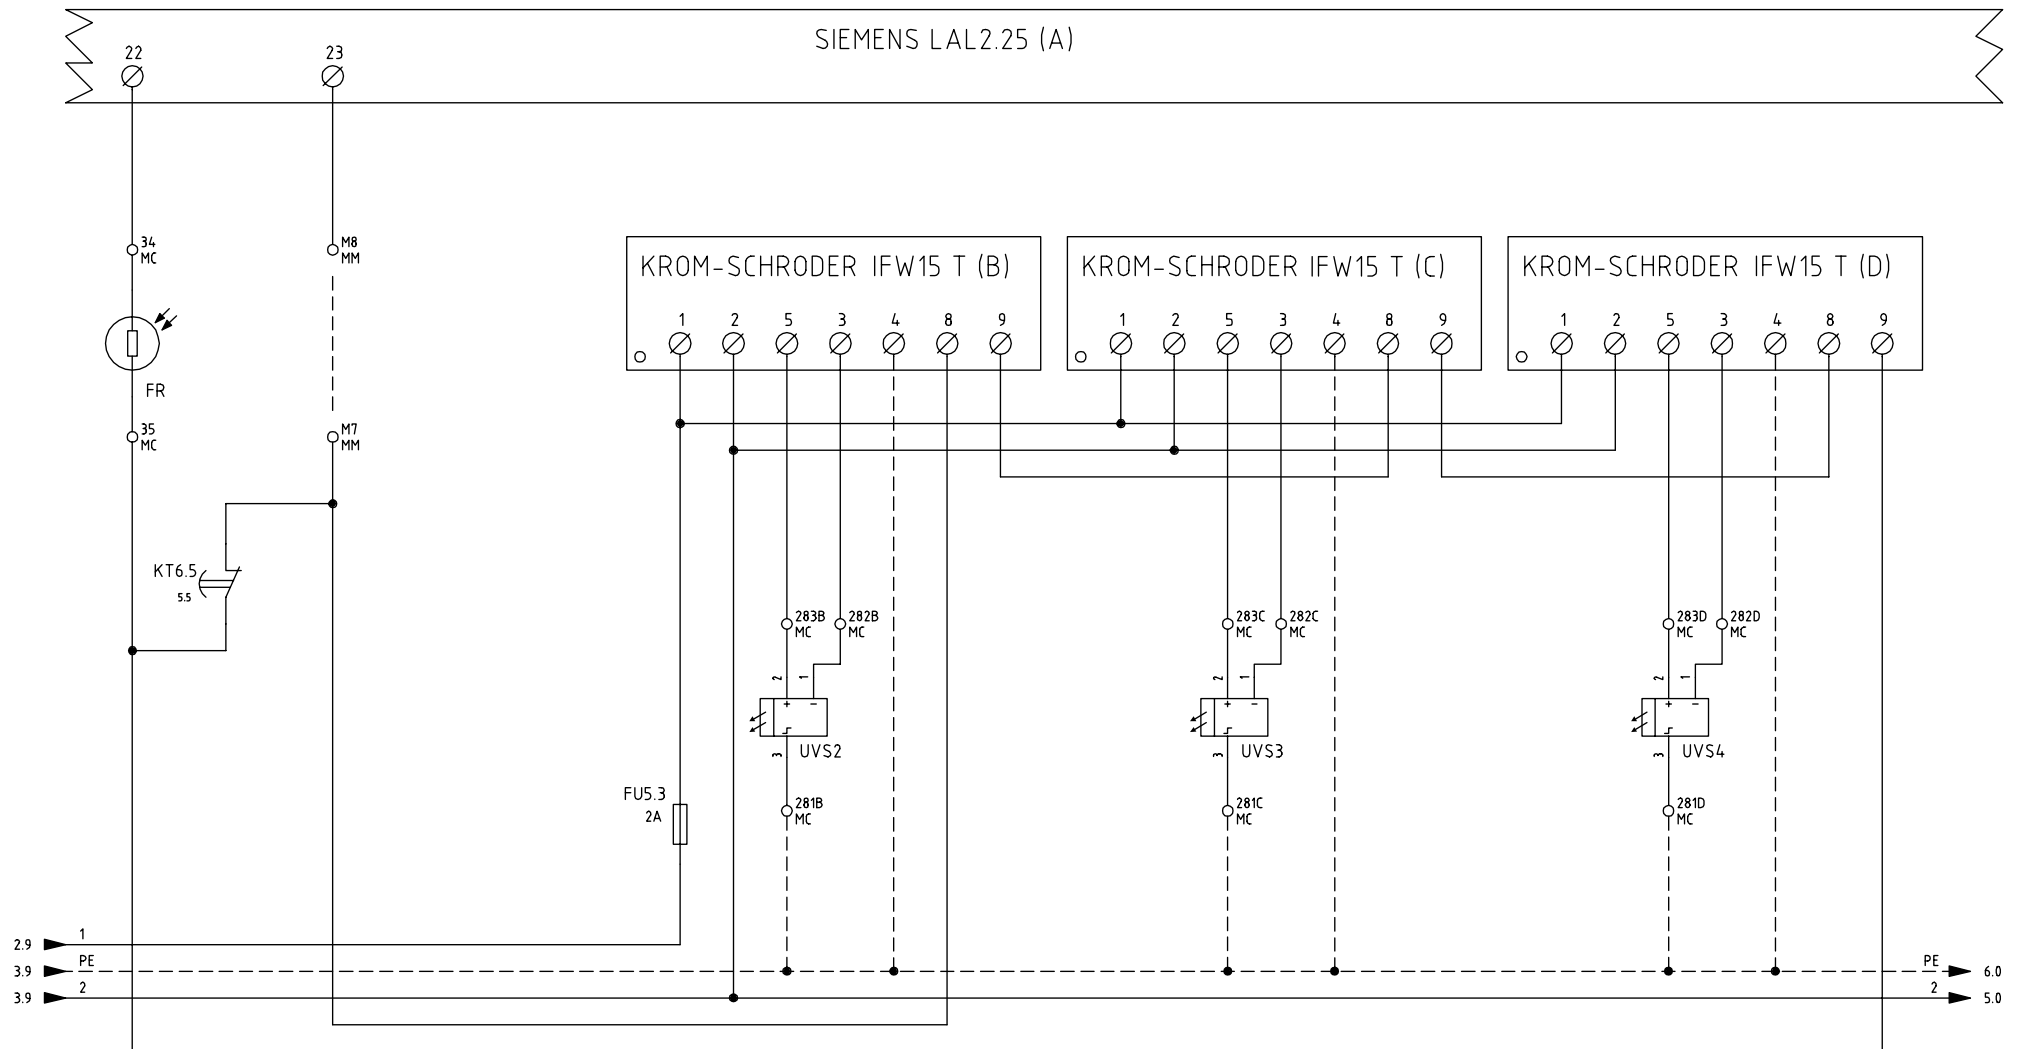 SIEMENS LAL2.25 (A)
22
23
34
MC
M8
MM
FR
35
MC
M7
MM
KROM-SCHRODER IFW15 T (B)
1 2 5 3 4 8 9
KROM-SCHRODER IFW15 T (C)
1 2 5 3 4 8 9
KROM-SCHRODER IFW15 T (D)
1 2 5 3 4 8 9
KT6.5
5.5
283B
MC
282B
MC
283C
MC
282C
MC
283D
MC
282D
MC
2 1
+ −
3
UVS2
2 1
+ −
3
UVS3
2 1
+ −
3
UVS4
FU5.3
2A
281B
MC
281C
MC
281D
MC
2.9 1
3.9 PE
PE 6.0
3.9 2
2 5.0